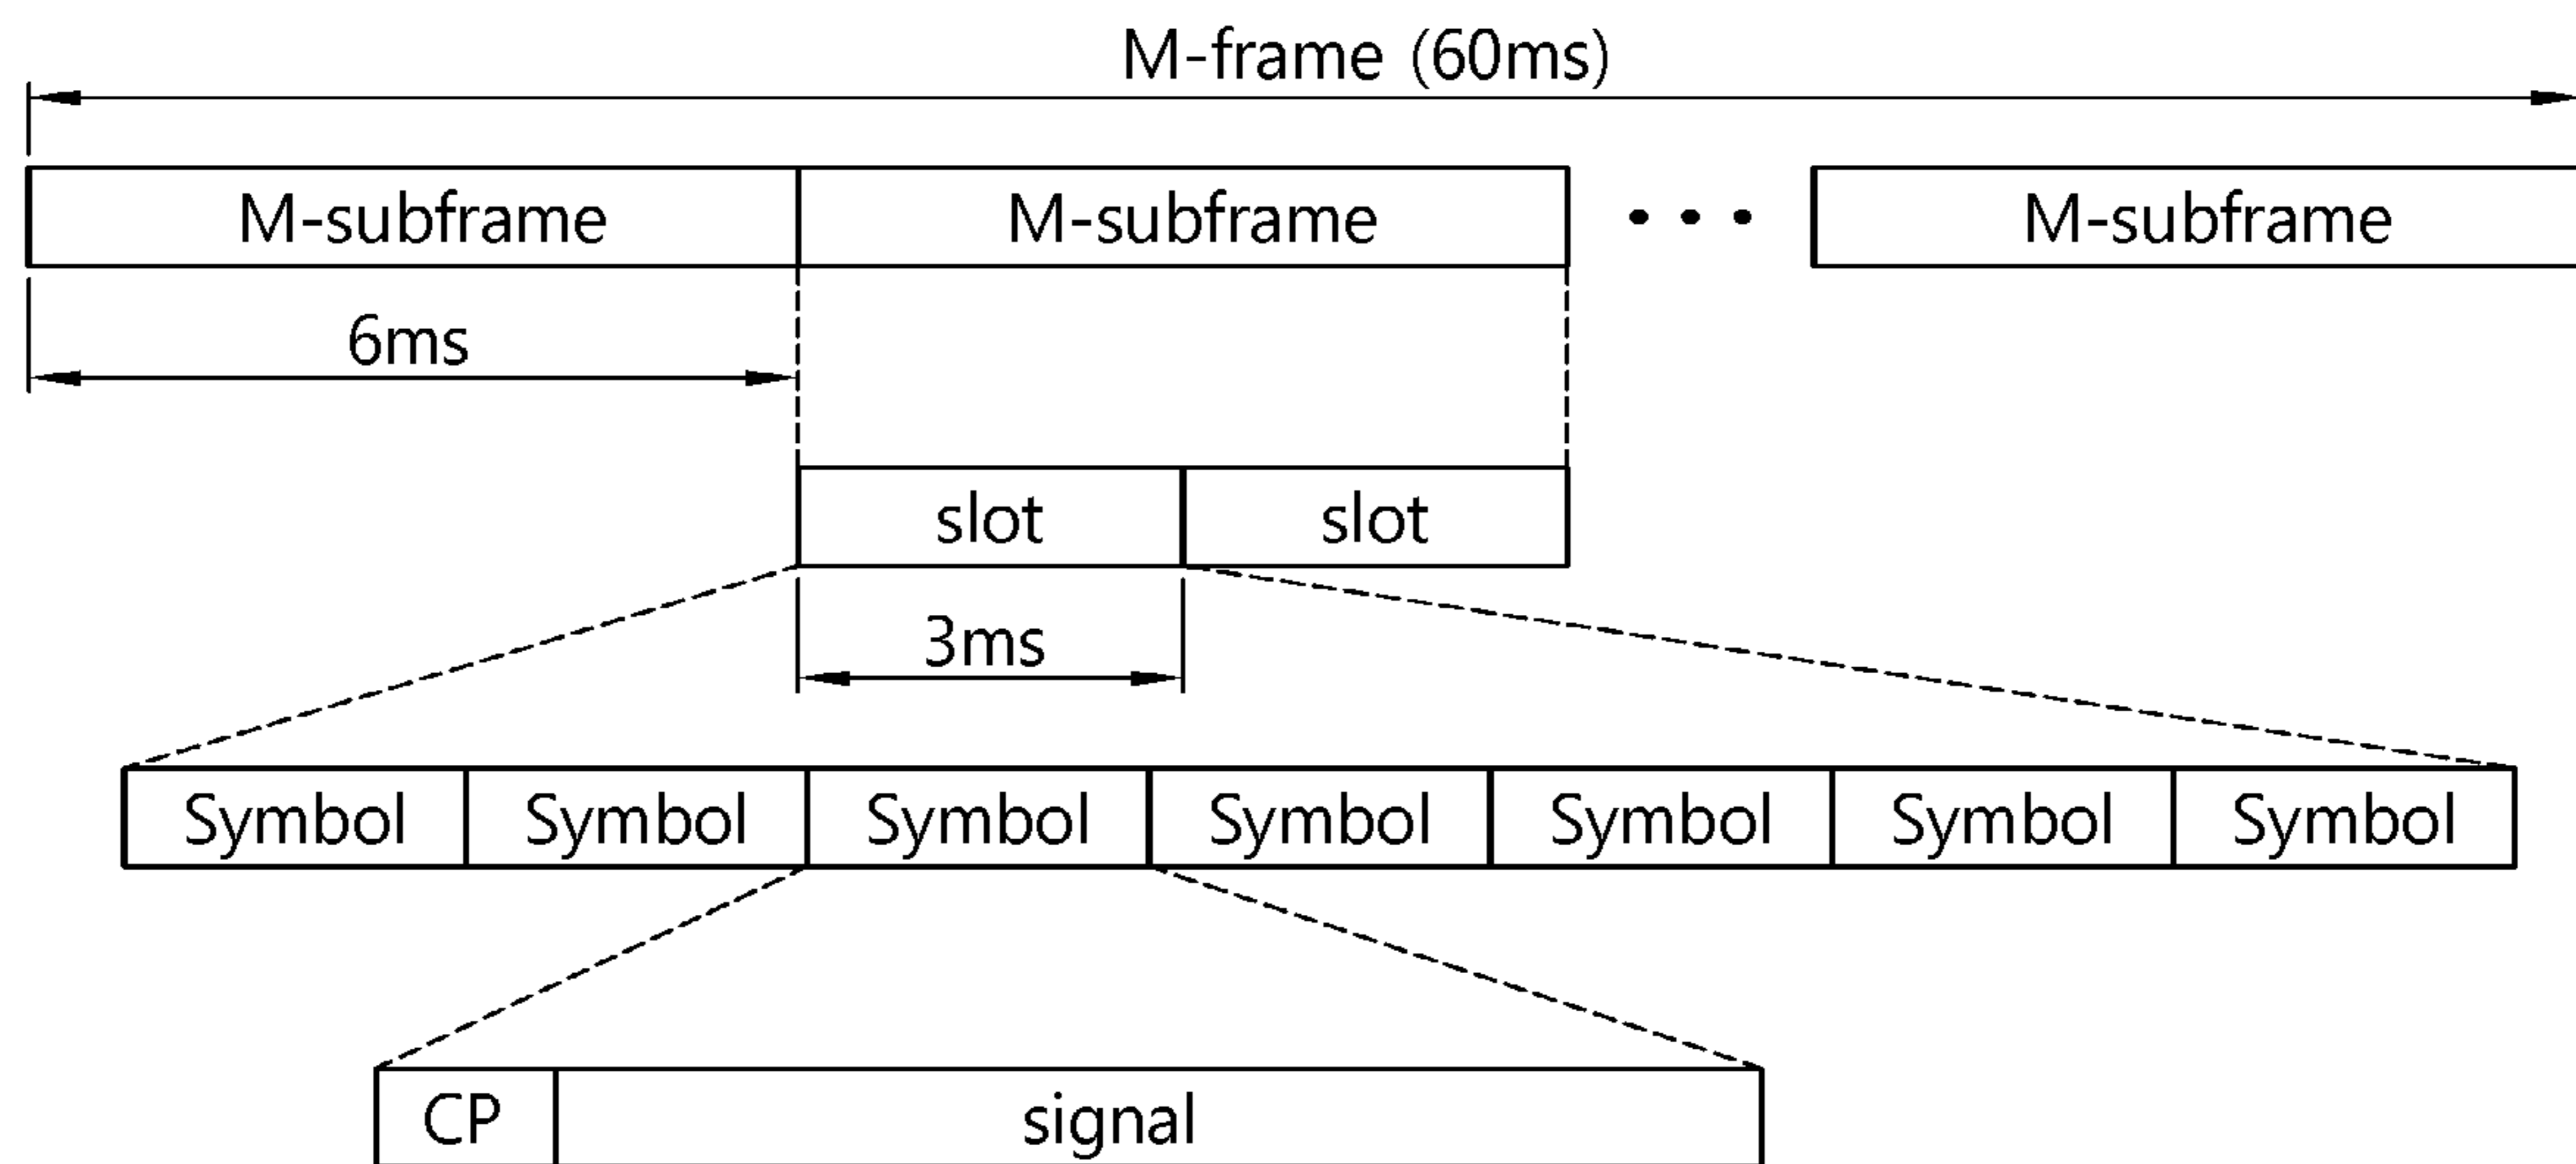 M-frame (60ms)
M-subframe M-subframe • • • M-subframe
6ms
slot slot
3ms
Symbol Symbol Symbol Symbol Symbol Symbol Symbol
CP signal